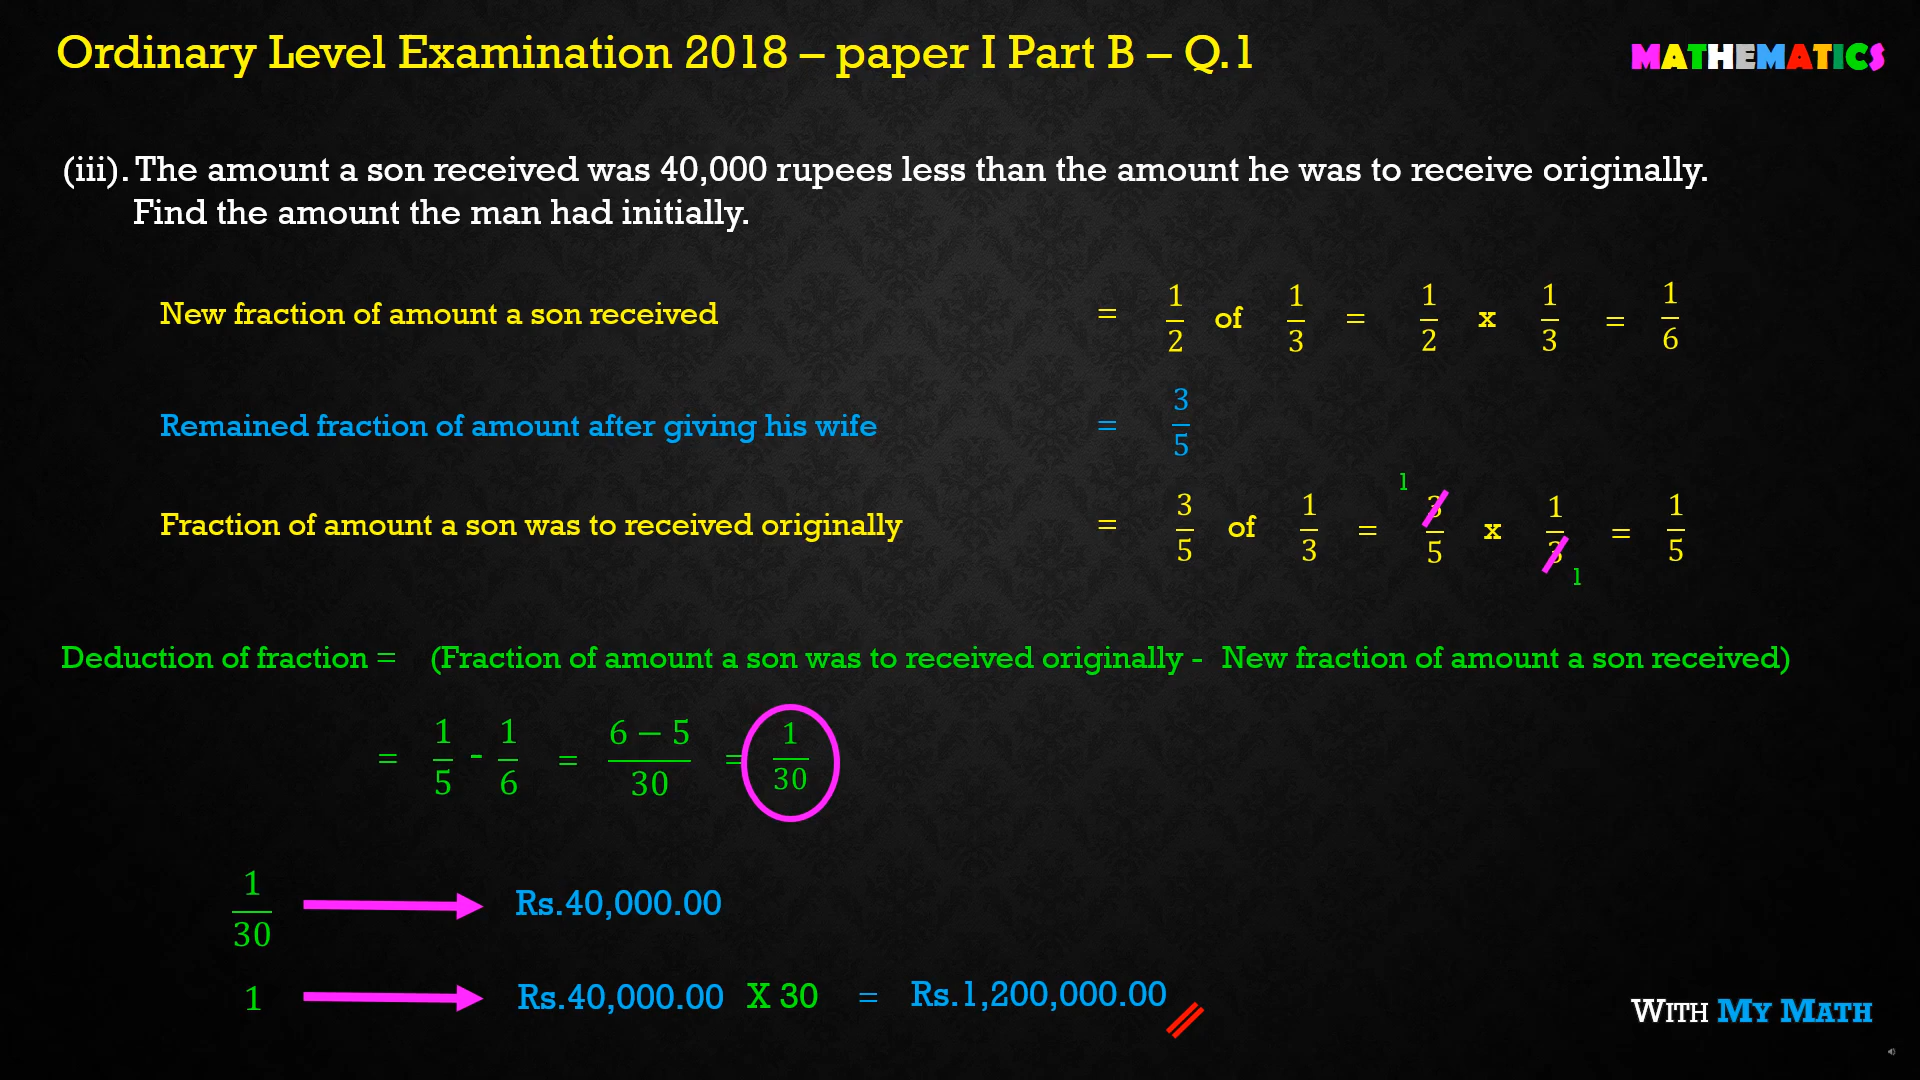 Ordinary Level Examination 2018 – paper I Part B – Q.1
MATHEMATICS
(iii). The amount a son received was 40,000 rupees less than the amount he was to receive originally.
Find the amount the man had initially.
New fraction of amount a son received = 1/2 of 1/3 = 1/2 x 1/3 = 1/6
Remained fraction of amount after giving his wife = 3/5
Fraction of amount a son was to received originally = 3/5 of 1/3 = 1 3/5 x 1/3 1 = 1/5
Deduction of fraction = (Fraction of amount a son was to received originally - New fraction of amount a son received)
= 1/5 - 1/6 = 6 − 5/30 = 1/30
1/30 Rs.40,000.00
1 Rs.40,000.00 X 30 = Rs.1,200,000.00
WITH MY MATH